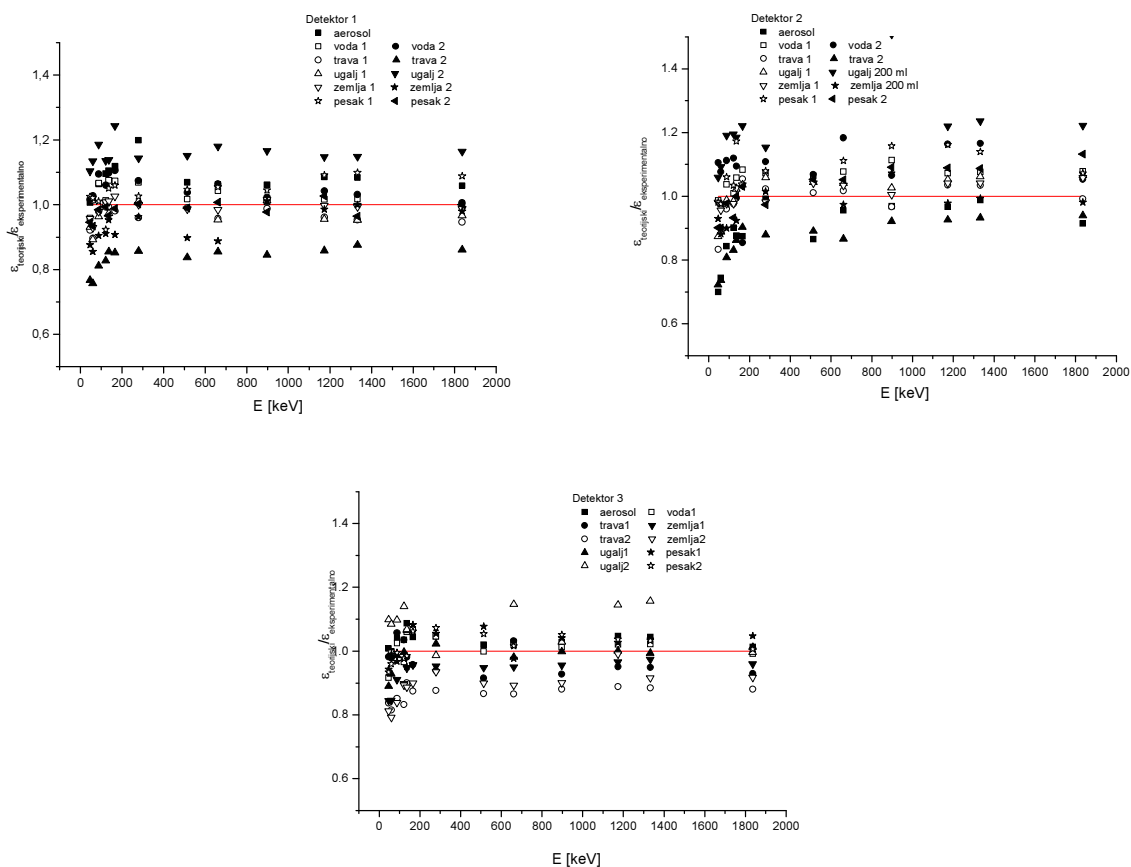 Detektor 1
aerosol
voda 1 voda 2
trava 1 trava 2
ugalj 1 ugalj 2
zemlja 1 zemlja 2
pesak 1 pesak 2
1,4
1,2
1,0
0,8
0,6
εteorijski/εeksperimentalno
0 200 400 600 800 1000 1200 1400 1600 1800 2000
E [keV]
Detektor 2
aerosol
voda 1 voda 2
trava 1 trava 2
ugalj 1 ugalj 200 ml
zemlja 1 zemlja 200 ml
pesak 1 pesak 2
1.4
1.2
1.0
0.8
0.6
εteorijski/εeksperimentalno
0 200 400 600 800 1000 1200 1400 1600 1800 2000
E [keV]
Detektor 3
aerosol voda1
trava1 zemlja1
trava2 zemlja2
ugalj1 pesak1
ugalj2 pesak2
1.4
1.2
1.0
0.8
0.6
εteorijski/εeksperimentalno
0 200 400 600 800 1000 1200 1400 1600 1800 2000
E [keV]